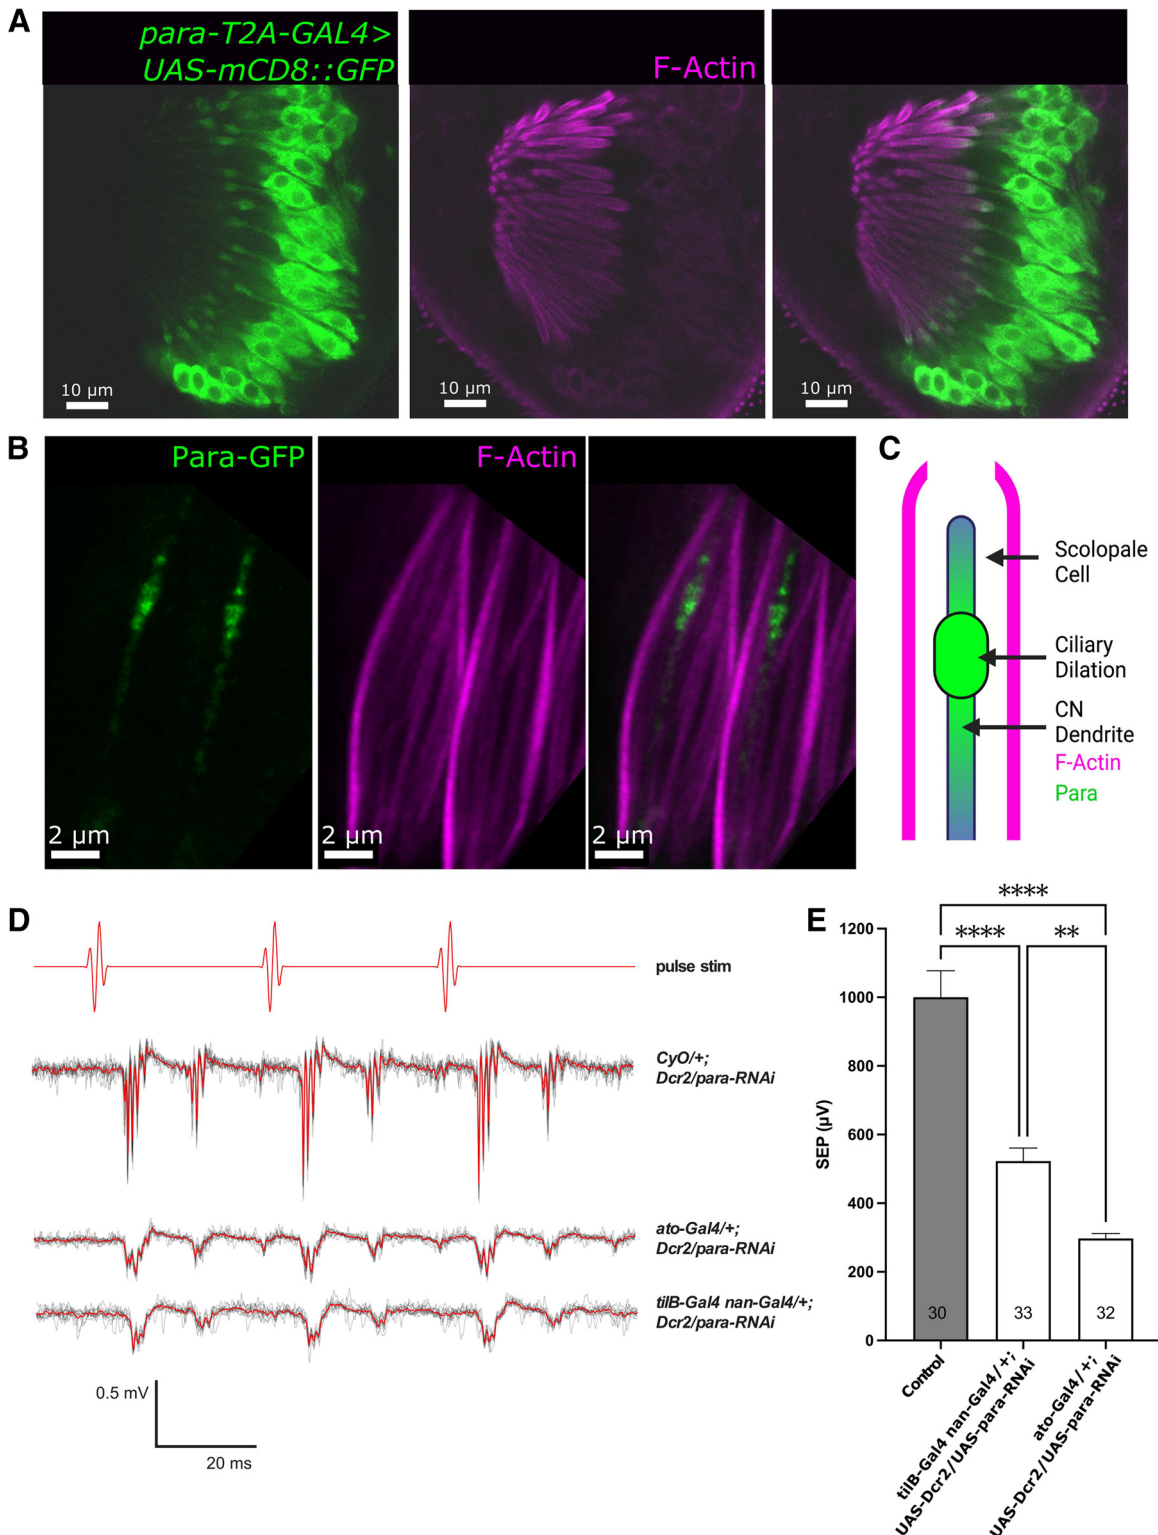 A
para-T2A-GAL4>
UAS-mCD8::GFP
F-Actin
10 µm
10 µm
10 µm
B
Para-GFP
F-Actin
2 µm
2 µm
2 µm
C
Scolopale
Cell
Ciliary
Dilation
CN
Dendrite
F-Actin
Para
D
pulse stim
CyO/+;
Dcr2/para-RNAi
ato-Gal4/+;
Dcr2/para-RNAi
tilB-Gal4 nan-Gal4/+;
Dcr2/para-RNAi
0.5 mV
20 ms
E
****
****
**
1200
1000
800
600
400
200
0
SEP (µV)
30
33
32
Control
tilB-Gal4 nan-Gal4/+;
UAS-Dcr2/UAS-para-RNAi
ato-Gal4/+;
UAS-Dcr2/UAS-para-RNAi